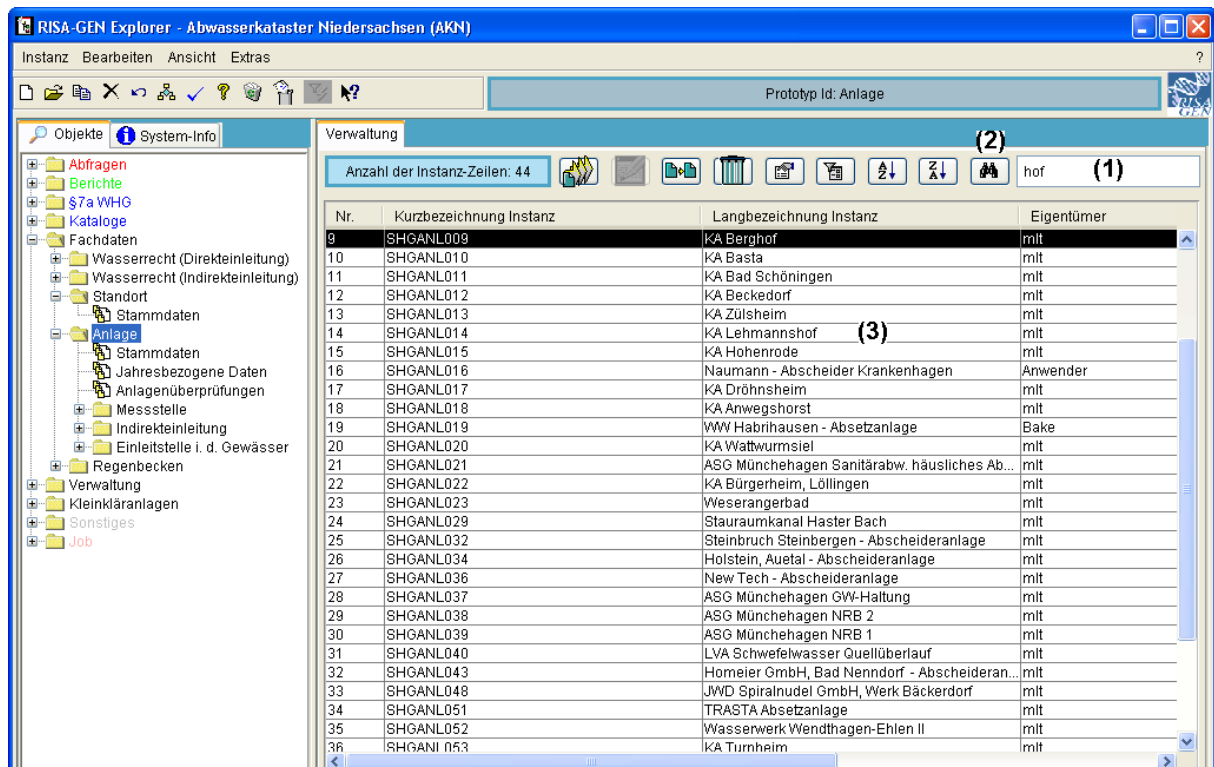 RISA-GEN Explorer - Abwasserkataster Niedersachsen (AKN)
Instanz Bearbeiten Ansicht Extras ?
Prototyp Id: Anlage
RISA GEN
Objekte System-Info
Abfragen
Berichte
§7a WHG
Kataloge
Fachdaten
Wasserrecht (Direkteinleitung)
Wasserrecht (Indirekteinleitung)
Standort
Stammdaten
Anlage
Stammdaten
Jahresbezogene Daten
Anlagenüberprüfungen
Messstelle
Indirekteinleitung
Einleitstelle i. d. Gewässer
Regenbecken
Verwaltung
Kleinkläranlagen
Sonstiges
Job
Verwaltung
(2)
Anzahl der Instanz-Zeilen: 44 hof (1)
Nr. Kurzbezeichnung Instanz Langbezeichnung Instanz Eigentümer
9 SHGANL009 KA Berghof mlt
10 SHGANL010 KA Basta mlt
11 SHGANL011 KA Bad Schöningen mlt
12 SHGANL012 KA Beckedorf mlt
13 SHGANL013 KA Zülsheim mlt
14 SHGANL014 KA Lehmannshof (3) mlt
15 SHGANL015 KA Hohenrode mlt
16 SHGANL016 Naumann - Abscheider Krankenhagen Anwender
17 SHGANL017 KA Dröhnsheim mlt
18 SHGANL018 KA Anwegshorst mlt
19 SHGANL019 WW Habrihausen - Absetzanlage Bake
20 SHGANL020 KA Wattwurmsiel mlt
21 SHGANL021 ASG Münchehagen Sanitärabw. häusliches Ab... mlt
22 SHGANL022 KA Bürgerheim, Löllingen mlt
23 SHGANL023 Weserangerbad mlt
24 SHGANL029 Stauraumkanal Haster Bach mlt
25 SHGANL032 Steinbruch Steinbergen - Abscheideranlage mlt
26 SHGANL034 Holstein, Auetal - Abscheideranlage mlt
27 SHGANL036 New Tech - Abscheideranlage mlt
28 SHGANL037 ASG Münchehagen GW-Haltung mlt
29 SHGANL038 ASG Münchehagen NRB 2 mlt
30 SHGANL039 ASG Münchehagen NRB 1 mlt
31 SHGANL040 LVA Schwefelwasser Quellüberlauf mlt
32 SHGANL043 Homeier GmbH, Bad Nenndorf - Abscheideran... mlt
33 SHGANL048 JWD Spiralnudel GmbH, Werk Bäckerdorf mlt
34 SHGANL051 TRASTA Absetzanlage mlt
35 SHGANL052 Wasserwerk Wendthagen-Ehlen II mlt
36 SHGANL053 KA Turnheim mlt